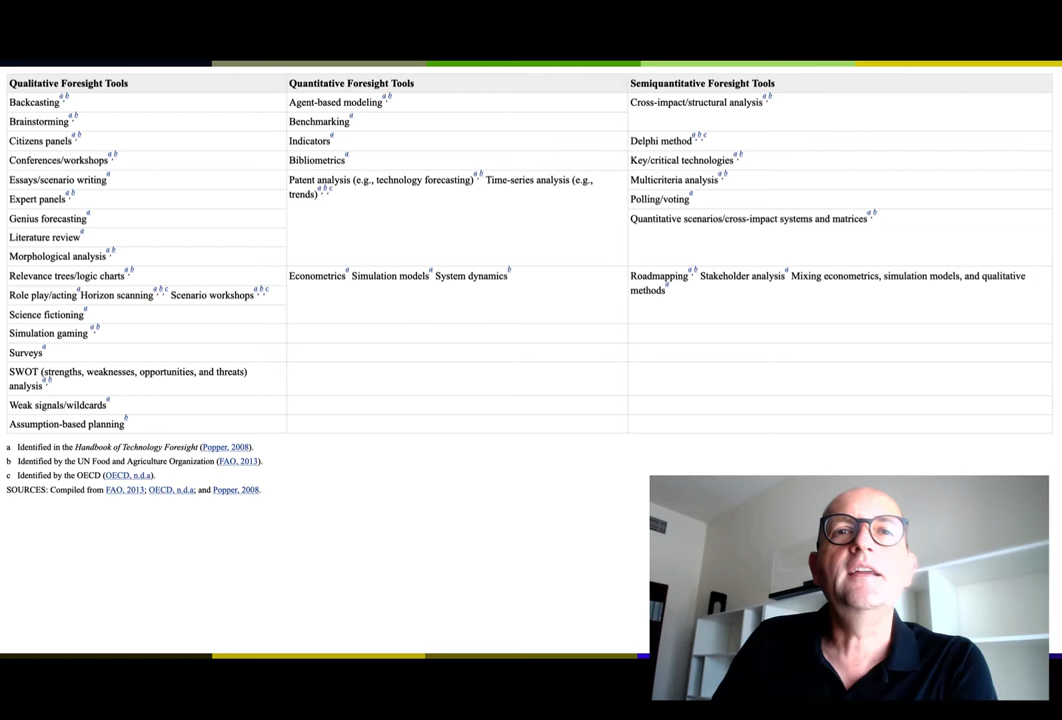 Qualitative Foresight Tools
Quantitative Foresight Tools
Semiquantitative Foresight Tools
Backcasting a, b
Agent-based modeling a, b
Cross-impact/structural analysis a, b
Brainstorming a, b
Benchmarking a
Citizens panels a, b
Indicators a
Delphi method a, b, c
Conferences/workshops a, b
Bibliometrics a
Key/critical technologies a, b
Essays/scenario writing a
Patent analysis (e.g., technology forecasting) a, b Time-series analysis (e.g.,
trends) a, b, c
Multicriteria analysis a, b
Expert panels a, b
Polling/voting a
Genius forecasting a
Quantitative scenarios/cross-impact systems and matrices a, b
Literature review a
Morphological analysis a, b
Relevance trees/logic charts a, b
Econometrics a Simulation models a System dynamics b
Roadmapping a, b Stakeholder analysis a Mixing econometrics, simulation models, and qualitative
methods a
Role play/acting a Horizon scanning a, b, c Scenario workshops a, b, c
Science fictioning a
Simulation gaming a, b
Surveys a
SWOT (strengths, weaknesses, opportunities, and threats)
analysis a, b
Weak signals/wildcards a
Assumption-based planning b
a Identified in the Handbook of Technology Foresight (Popper, 2008).
b Identified by the UN Food and Agriculture Organization (FAO, 2013).
c Identified by the OECD (OECD, n.d.a).
SOURCES: Compiled from FAO, 2013; OECD, n.d.a; and Popper, 2008.